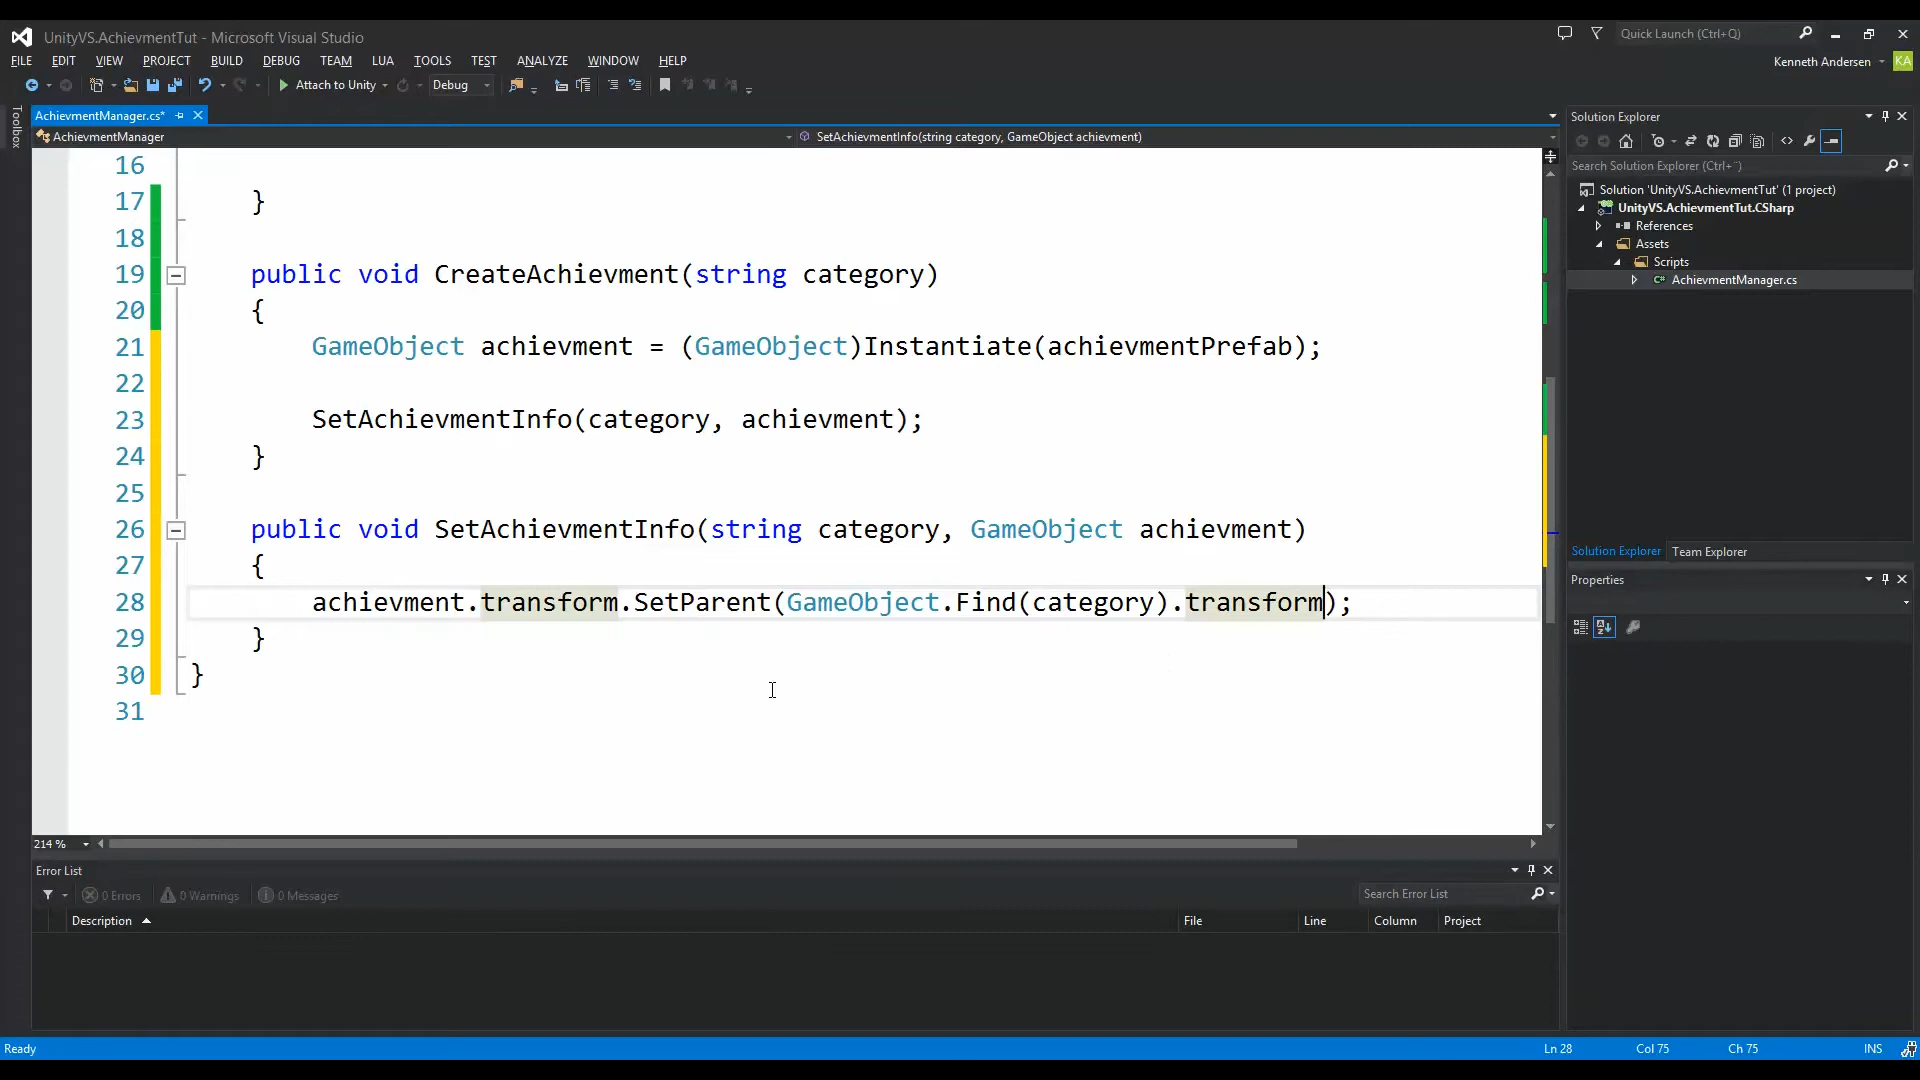 UnityVS.AchievmentTut - Microsoft Visual Studio
Quick Launch (Ctrl+Q)
FILE EDIT VIEW PROJECT BUILD DEBUG TEAM LUA TOOLS TEST ANALYZE WINDOW HELP
Kenneth Andersen KA
Attach to Unity Debug
Toolbox
AchievmentManager.cs*
AchievmentManager
SetAchievmentInfo(string category, GameObject achievment)
16
17 }
18
19 public void CreateAchievment(string category)
20 {
21 GameObject achievment = (GameObject)Instantiate(achievmentPrefab);
22
23 SetAchievmentInfo(category, achievment);
24 }
25
26 public void SetAchievmentInfo(string category, GameObject achievment)
27 {
28 achievment.transform.SetParent(GameObject.Find(category).transform);
29 }
30 }
31
214 %
Error List
0 Errors 0 Warnings 0 Messages
Search Error List
Description File Line Column Project
Solution Explorer
Search Solution Explorer (Ctrl+¨)
Solution 'UnityVS.AchievmentTut' (1 project)
UnityVS.AchievmentTut.CSharp
References
Assets
Scripts
C# AchievmentManager.cs
Solution Explorer Team Explorer
Properties
Ready Ln 28 Col 75 Ch 75 INS